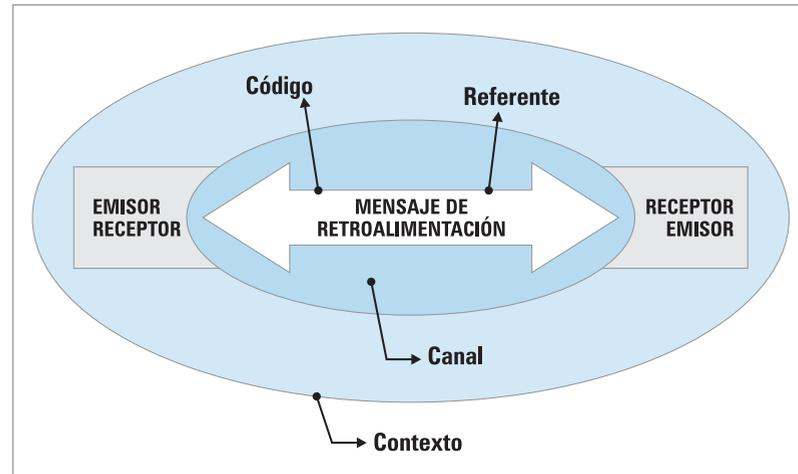 Código
Referente
EMISOR
RECEPTOR
MENSAJE DE
RETROALIMENTACIÓN
RECEPTOR
EMISOR
Canal
Contexto